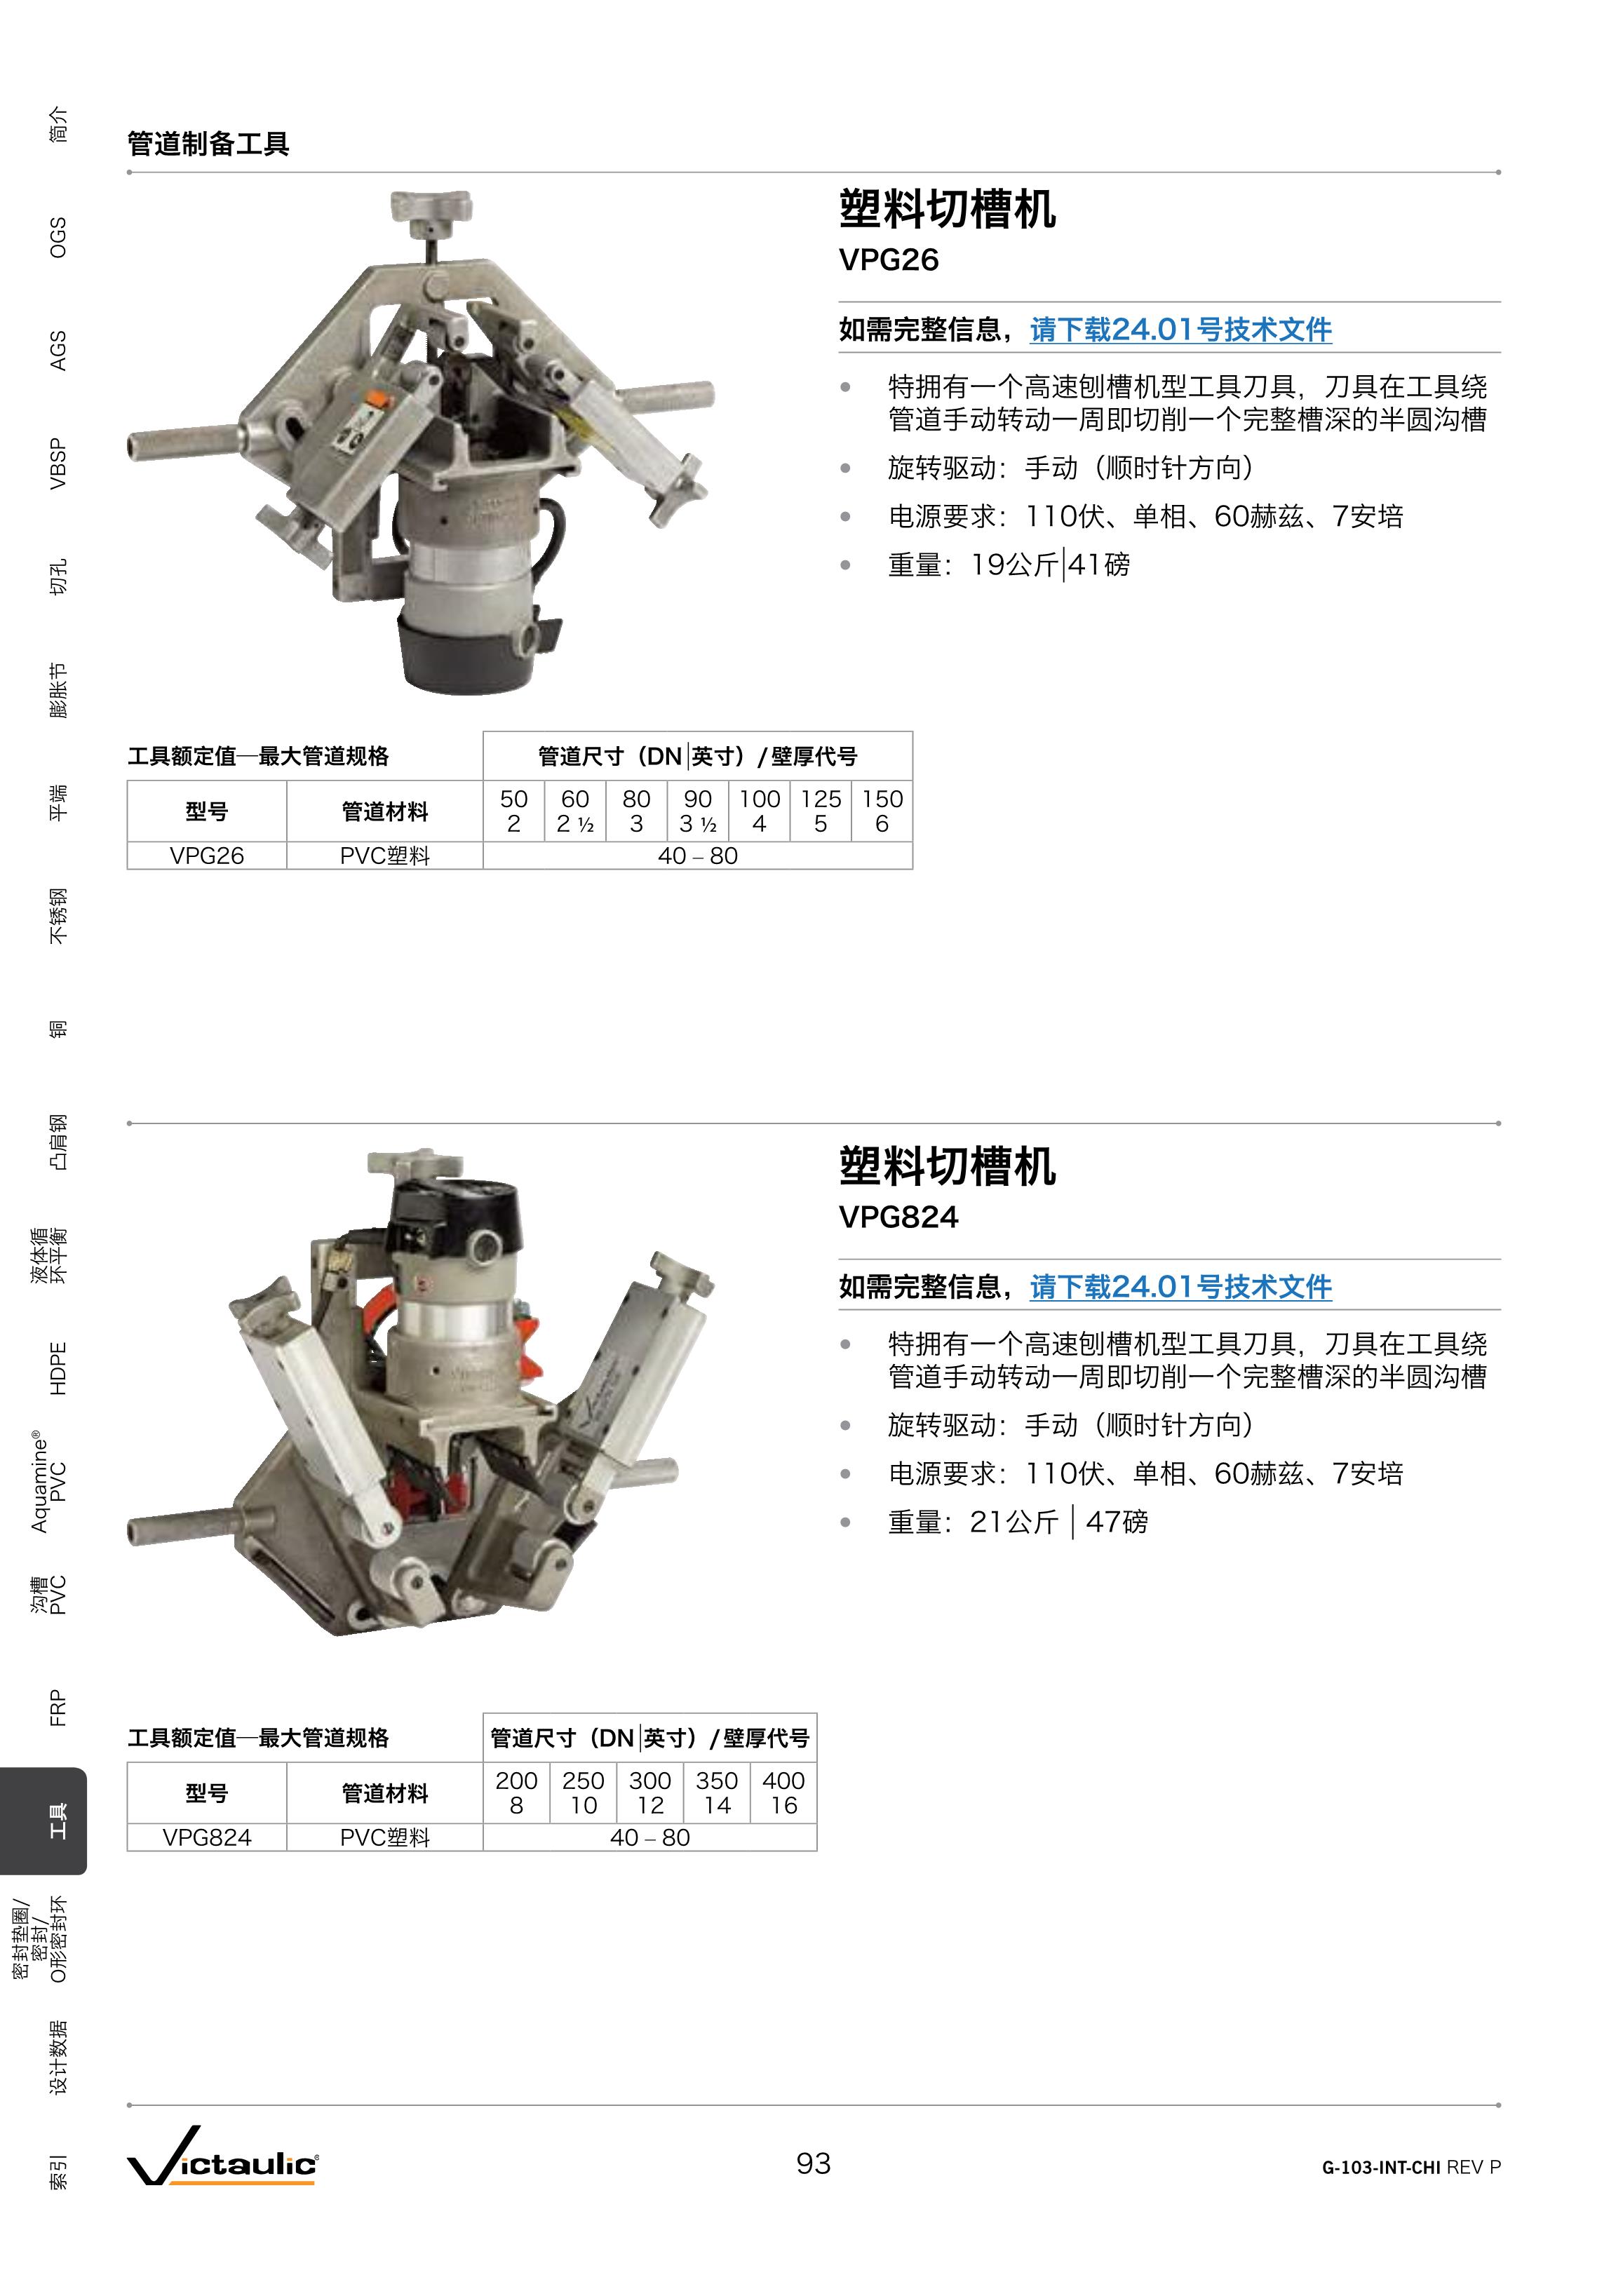 管道制备工具
塑料切槽机
VPG26
如需完整信息，请下载24.01号技术文件
• 特拥有一个高速刨槽机型工具刀具，刀具在工具绕
管道手动转动一周即切削一个完整槽深的半圆沟槽
• 旋转驱动：手动（顺时针方向）
• 电源要求：110伏、单相、60赫兹、7安培
• 重量：19公斤|41磅
工具额定值—最大管道规格 管道尺寸（DN|英寸）/壁厚代号
型号 管道材料 50 60 80 90 100 125 150
2 2 ½ 3 3 ½ 4 5 6
VPG26 PVC塑料 40 – 80
塑料切槽机
VPG824
如需完整信息，请下载24.01号技术文件
• 特拥有一个高速刨槽机型工具刀具，刀具在工具绕
管道手动转动一周即切削一个完整槽深的半圆沟槽
• 旋转驱动：手动（顺时针方向）
• 电源要求：110伏、单相、60赫兹、7安培
• 重量：21公斤 | 47磅
工具额定值—最大管道规格 管道尺寸（DN|英寸）/壁厚代号
型号 管道材料 200 250 300 350 400
8 10 12 14 16
VPG824 PVC塑料 40 – 80
简介
OGS
AGS
VBSP
切孔
膨胀节
平端
不锈钢
铜
凸肩钢
液体循
环平衡
HDPE
Aquamine®
PVC
沟槽
PVC
FRP
工具
密封垫圈/
密封/
O形密封环
设计数据
索引
Victaulic®
93
G-103-INT-CHI REV P